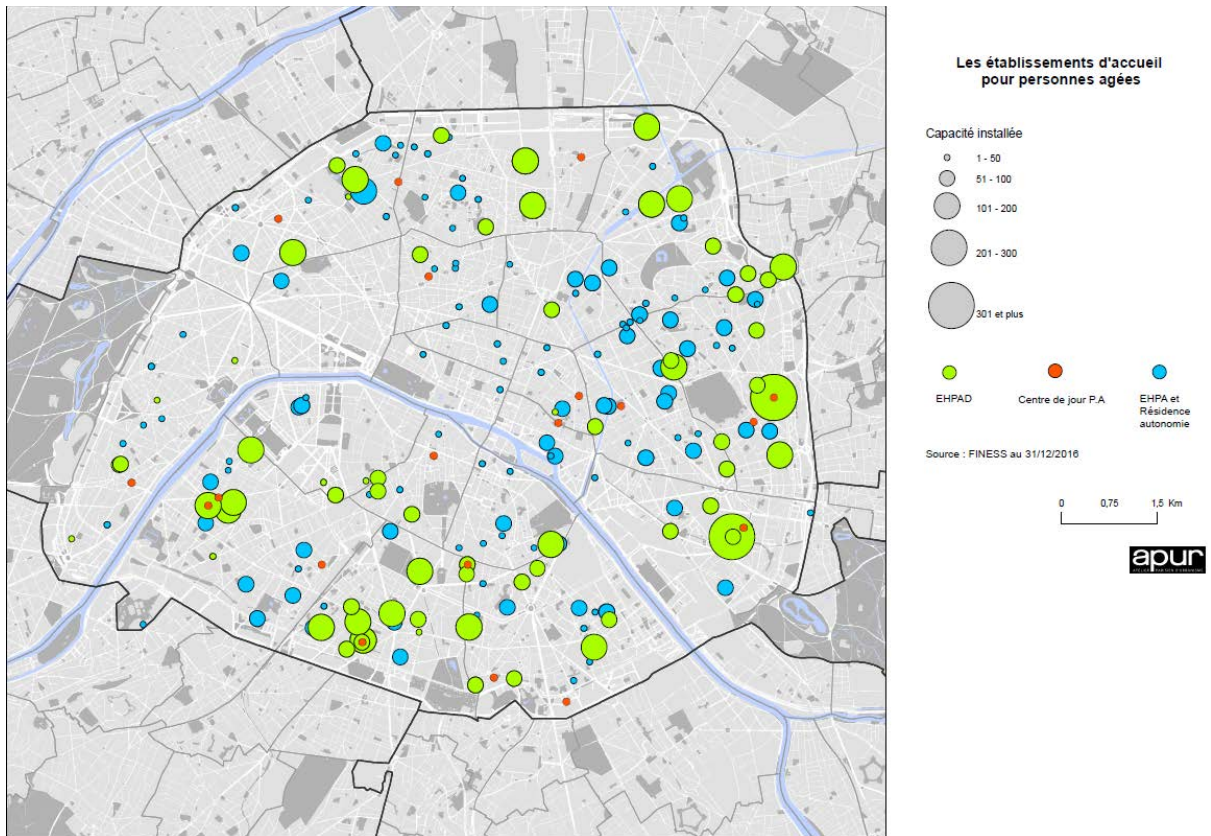 Les établissements d'accueil
pour personnes agées
Capacité installée
1 - 50
51 - 100
101 - 200
201 - 300
301 et plus
EHPAD
Centre de jour P.A
EHPA et
Résidence
autonomie
Source : FINESS au 31/12/2016
0 0,75 1,5 Km
apur